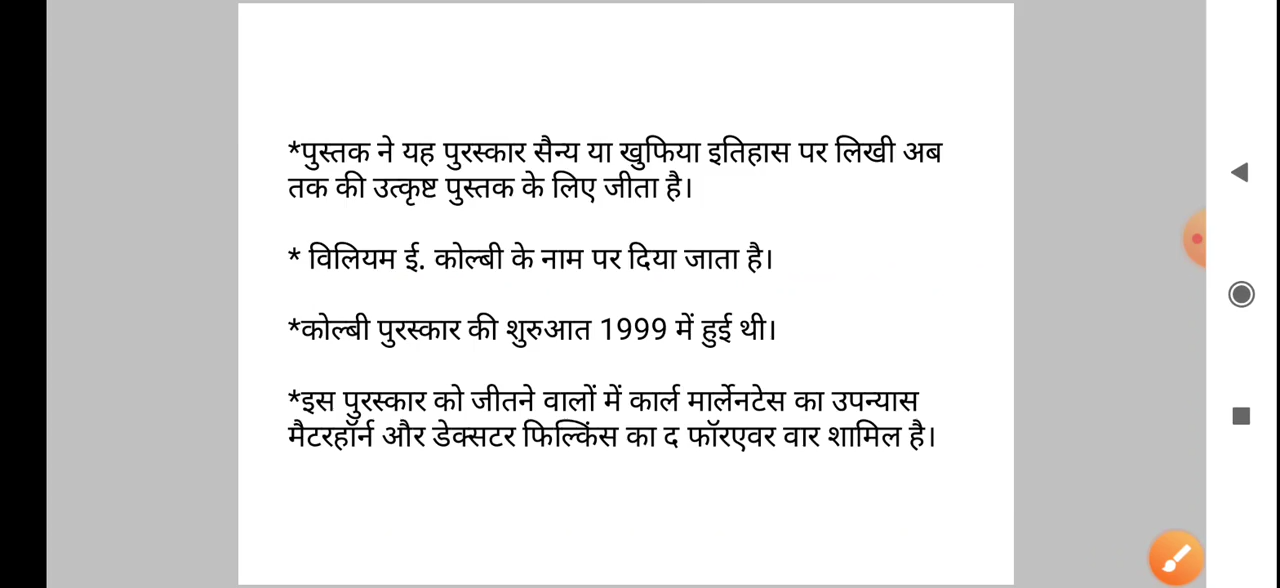 *पुस्तक ने यह पुरस्कार सैन्य या खुफिया इतिहास पर लिखी अब
तक की उत्कृष्ट पुस्तक के लिए जीता है।
* विलियम ई. कोल्बी के नाम पर दिया जाता है।
*कोल्बी पुरस्कार की शुरुआत 1999 में हुई थी।
*इस पुरस्कार को जीतने वालों में कार्ल मार्लेनटेस का उपन्यास
मैटरहॉर्न और डेक्सटर फिल्किंस का द फॉरएवर वार शामिल है।